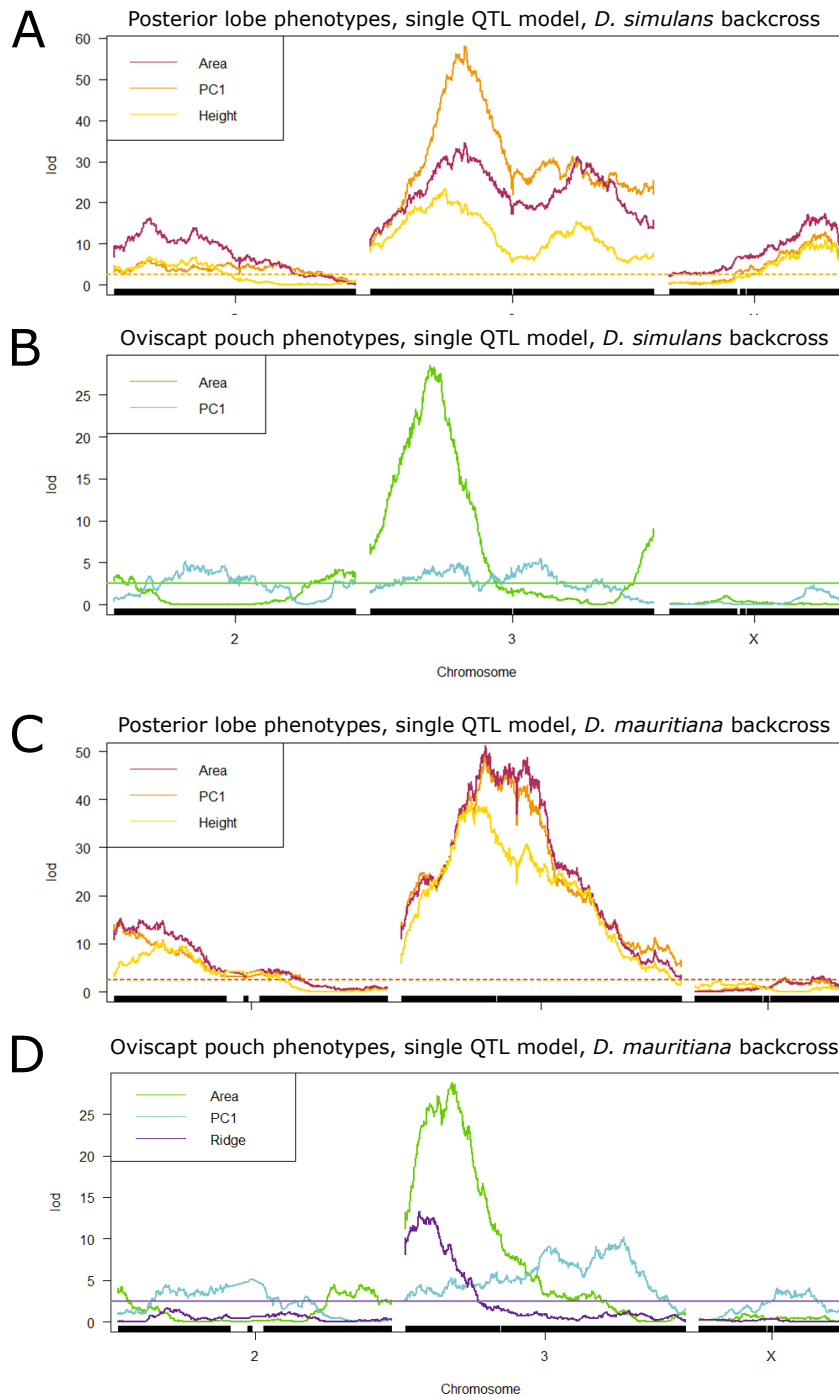 A
Posterior lobe phenotypes, single QTL model, D. simulans backcross
Area
PC1
Height
lod
60
50
40
30
20
10
0
B
Oviscapt pouch phenotypes, single QTL model, D. simulans backcross
Area
PC1
lod
25
20
15
10
5
0
2
3
X
Chromosome
C
Posterior lobe phenotypes, single QTL model, D. mauritiana backcross
Area
PC1
Height
lod
50
40
30
20
10
0
D
Oviscapt pouch phenotypes, single QTL model, D. mauritiana backcross
Area
PC1
Ridge
lod
25
20
15
10
5
0
2
3
X
Chromosome